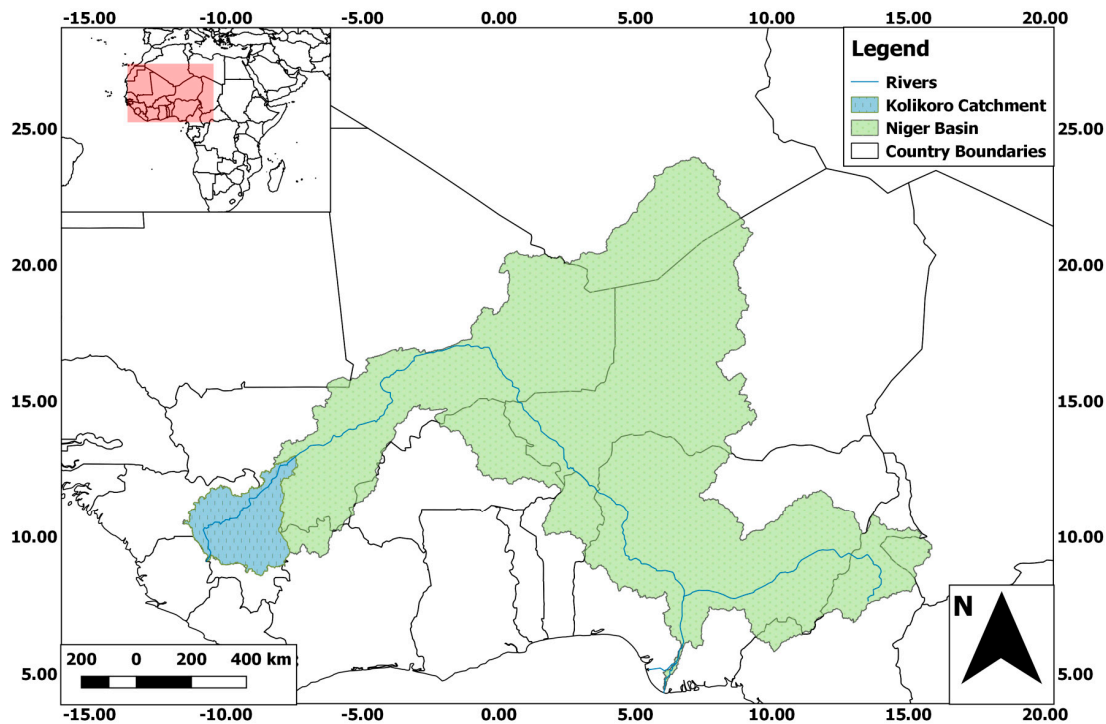 -15.00 -10.00 -5.00 0.00 5.00 10.00 15.00 20.00
Legend
Rivers
Kolikoro Catchment
Niger Basin
Country Boundaries
25.00 25.00
20.00 20.00
15.00 15.00
10.00 10.00
N
200 0 200 400 km
5.00 5.00
-15.00 -10.00 -5.00 0.00 5.00 10.00 15.00 20.00